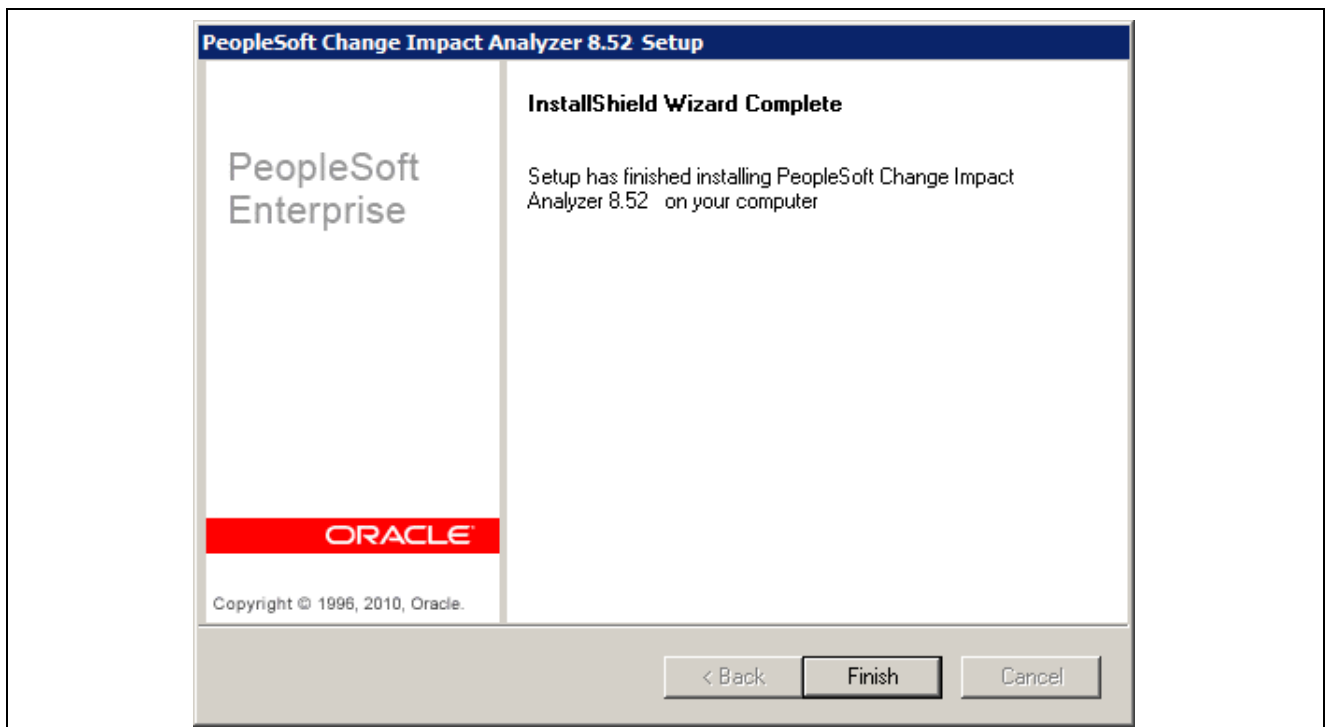 PeopleSoft Change Impact Analyzer 8.52 Setup
PeopleSoft
Enterprise
ORACLE
Copyright © 1996, 2010, Oracle.
InstallShield Wizard Complete
Setup has finished installing PeopleSoft Change Impact
Analyzer 8.52   on your computer
< Back
Finish
Cancel